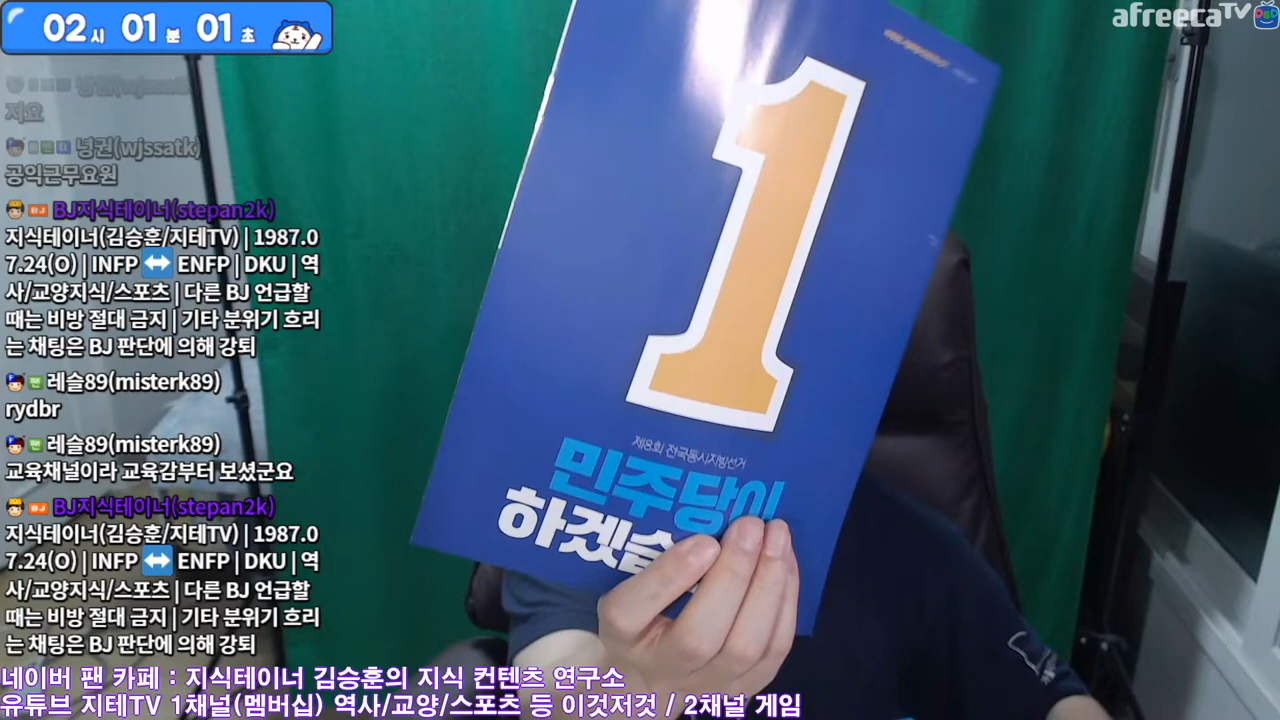 02시 01분 01초
afreecaTV
저요
녕권(wjssatk)
공익근무요원
BJ지식테이너(stepan2k)
지식테이너(김승훈/지테TV) | 1987.0
7.24(O) | INFP ↔ ENFP | DKU | 역
사/교양지식/스포츠 | 다른 BJ 언급할
때는 비방 절대 금지 | 기타 분위기 흐리
는 채팅은 BJ 판단에 의해 강퇴
레슬89(misterk89)
rydbr
레슬89(misterk89)
교육채널이라 교육감부터 보셨군요
BJ지식테이너(stepan2k)
지식테이너(김승훈/지테TV) | 1987.0
7.24(O) | INFP ↔ ENFP | DKU | 역
사/교양지식/스포츠 | 다른 BJ 언급할
때는 비방 절대 금지 | 기타 분위기 흐리
는 채팅은 BJ 판단에 의해 강퇴
1
제8회 전국동시지방선거
민주당이
하겠습
네이버 팬 카페 : 지식테이너 김승훈의 지식 컨텐츠 연구소
유튜브 지테TV 1채널(멤버십) 역사/교양/스포츠 등 이것저것 / 2채널 게임